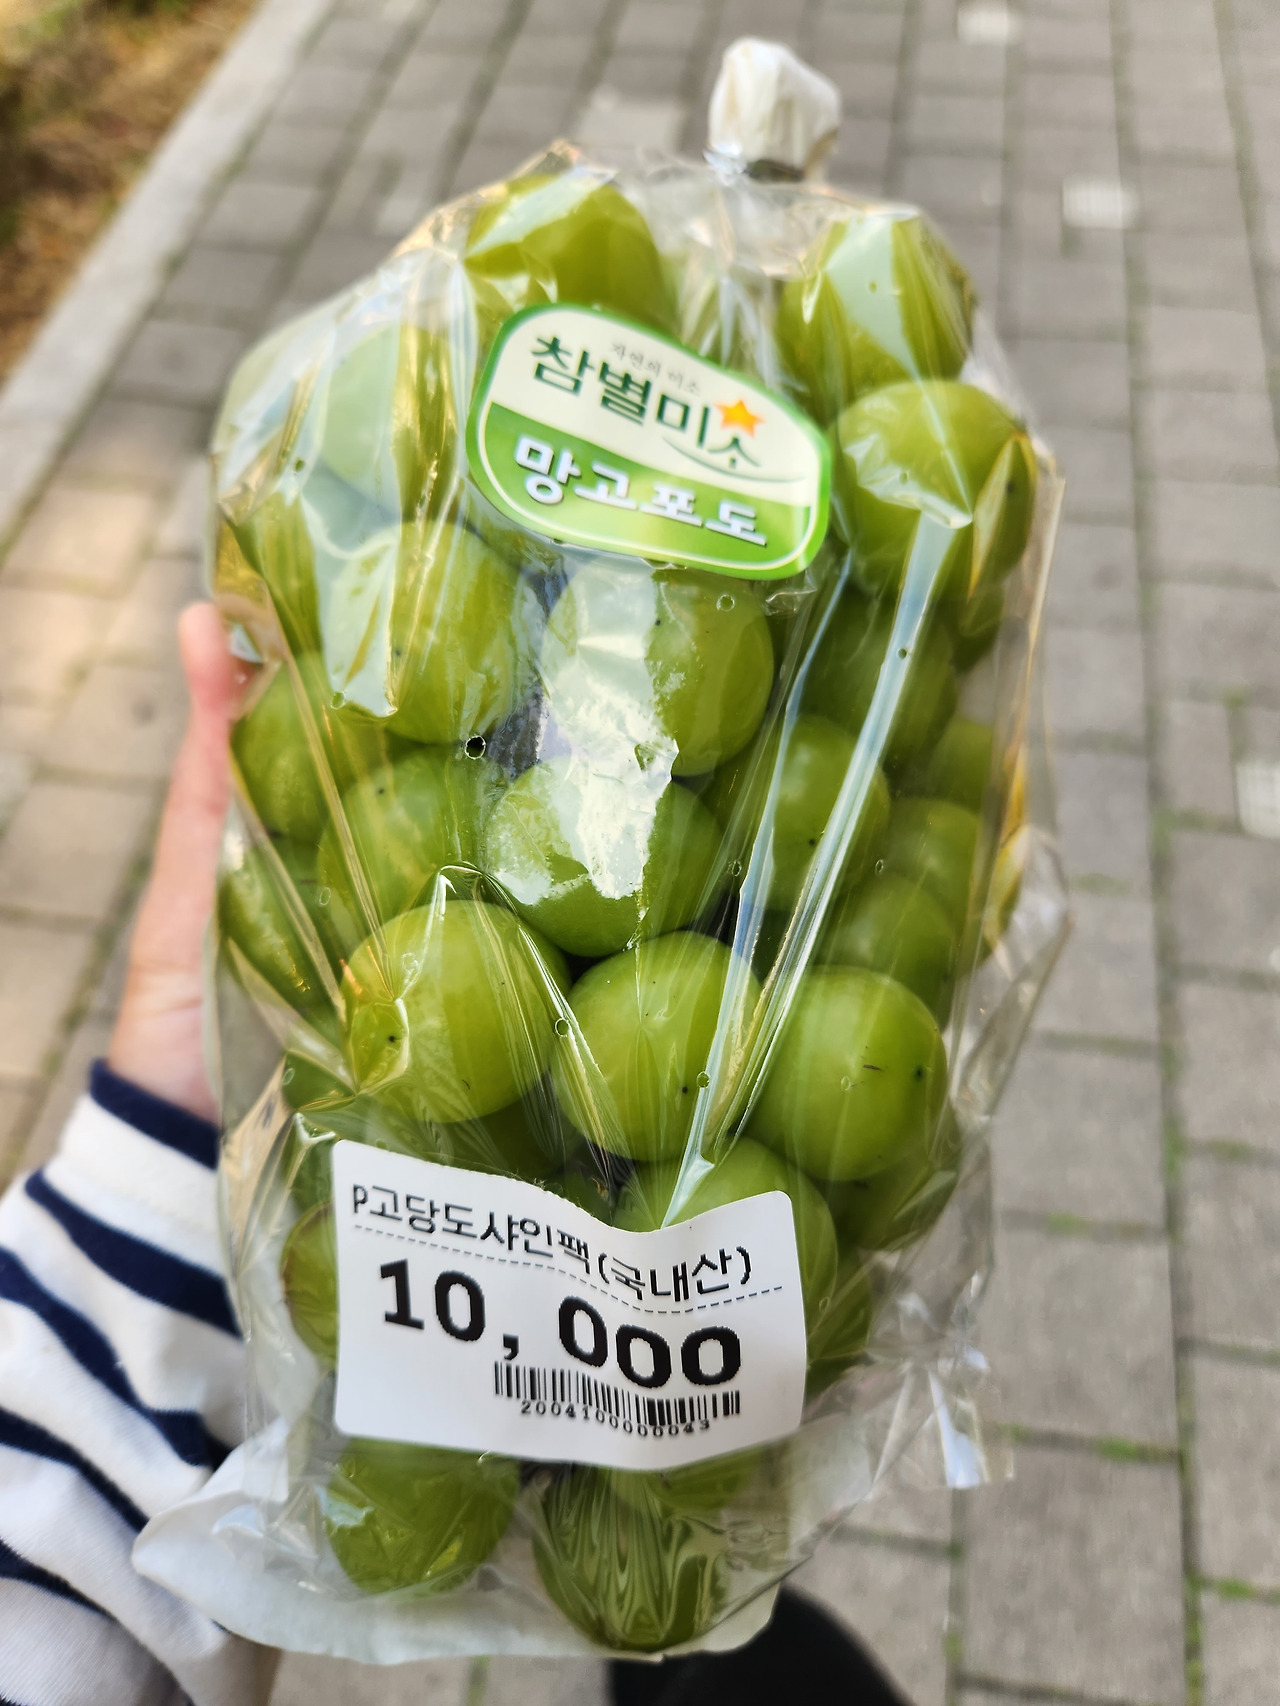 자연의 미소
참별미소
망고포도
P고당도샤인팩(국내산)
10,000
2004100000043